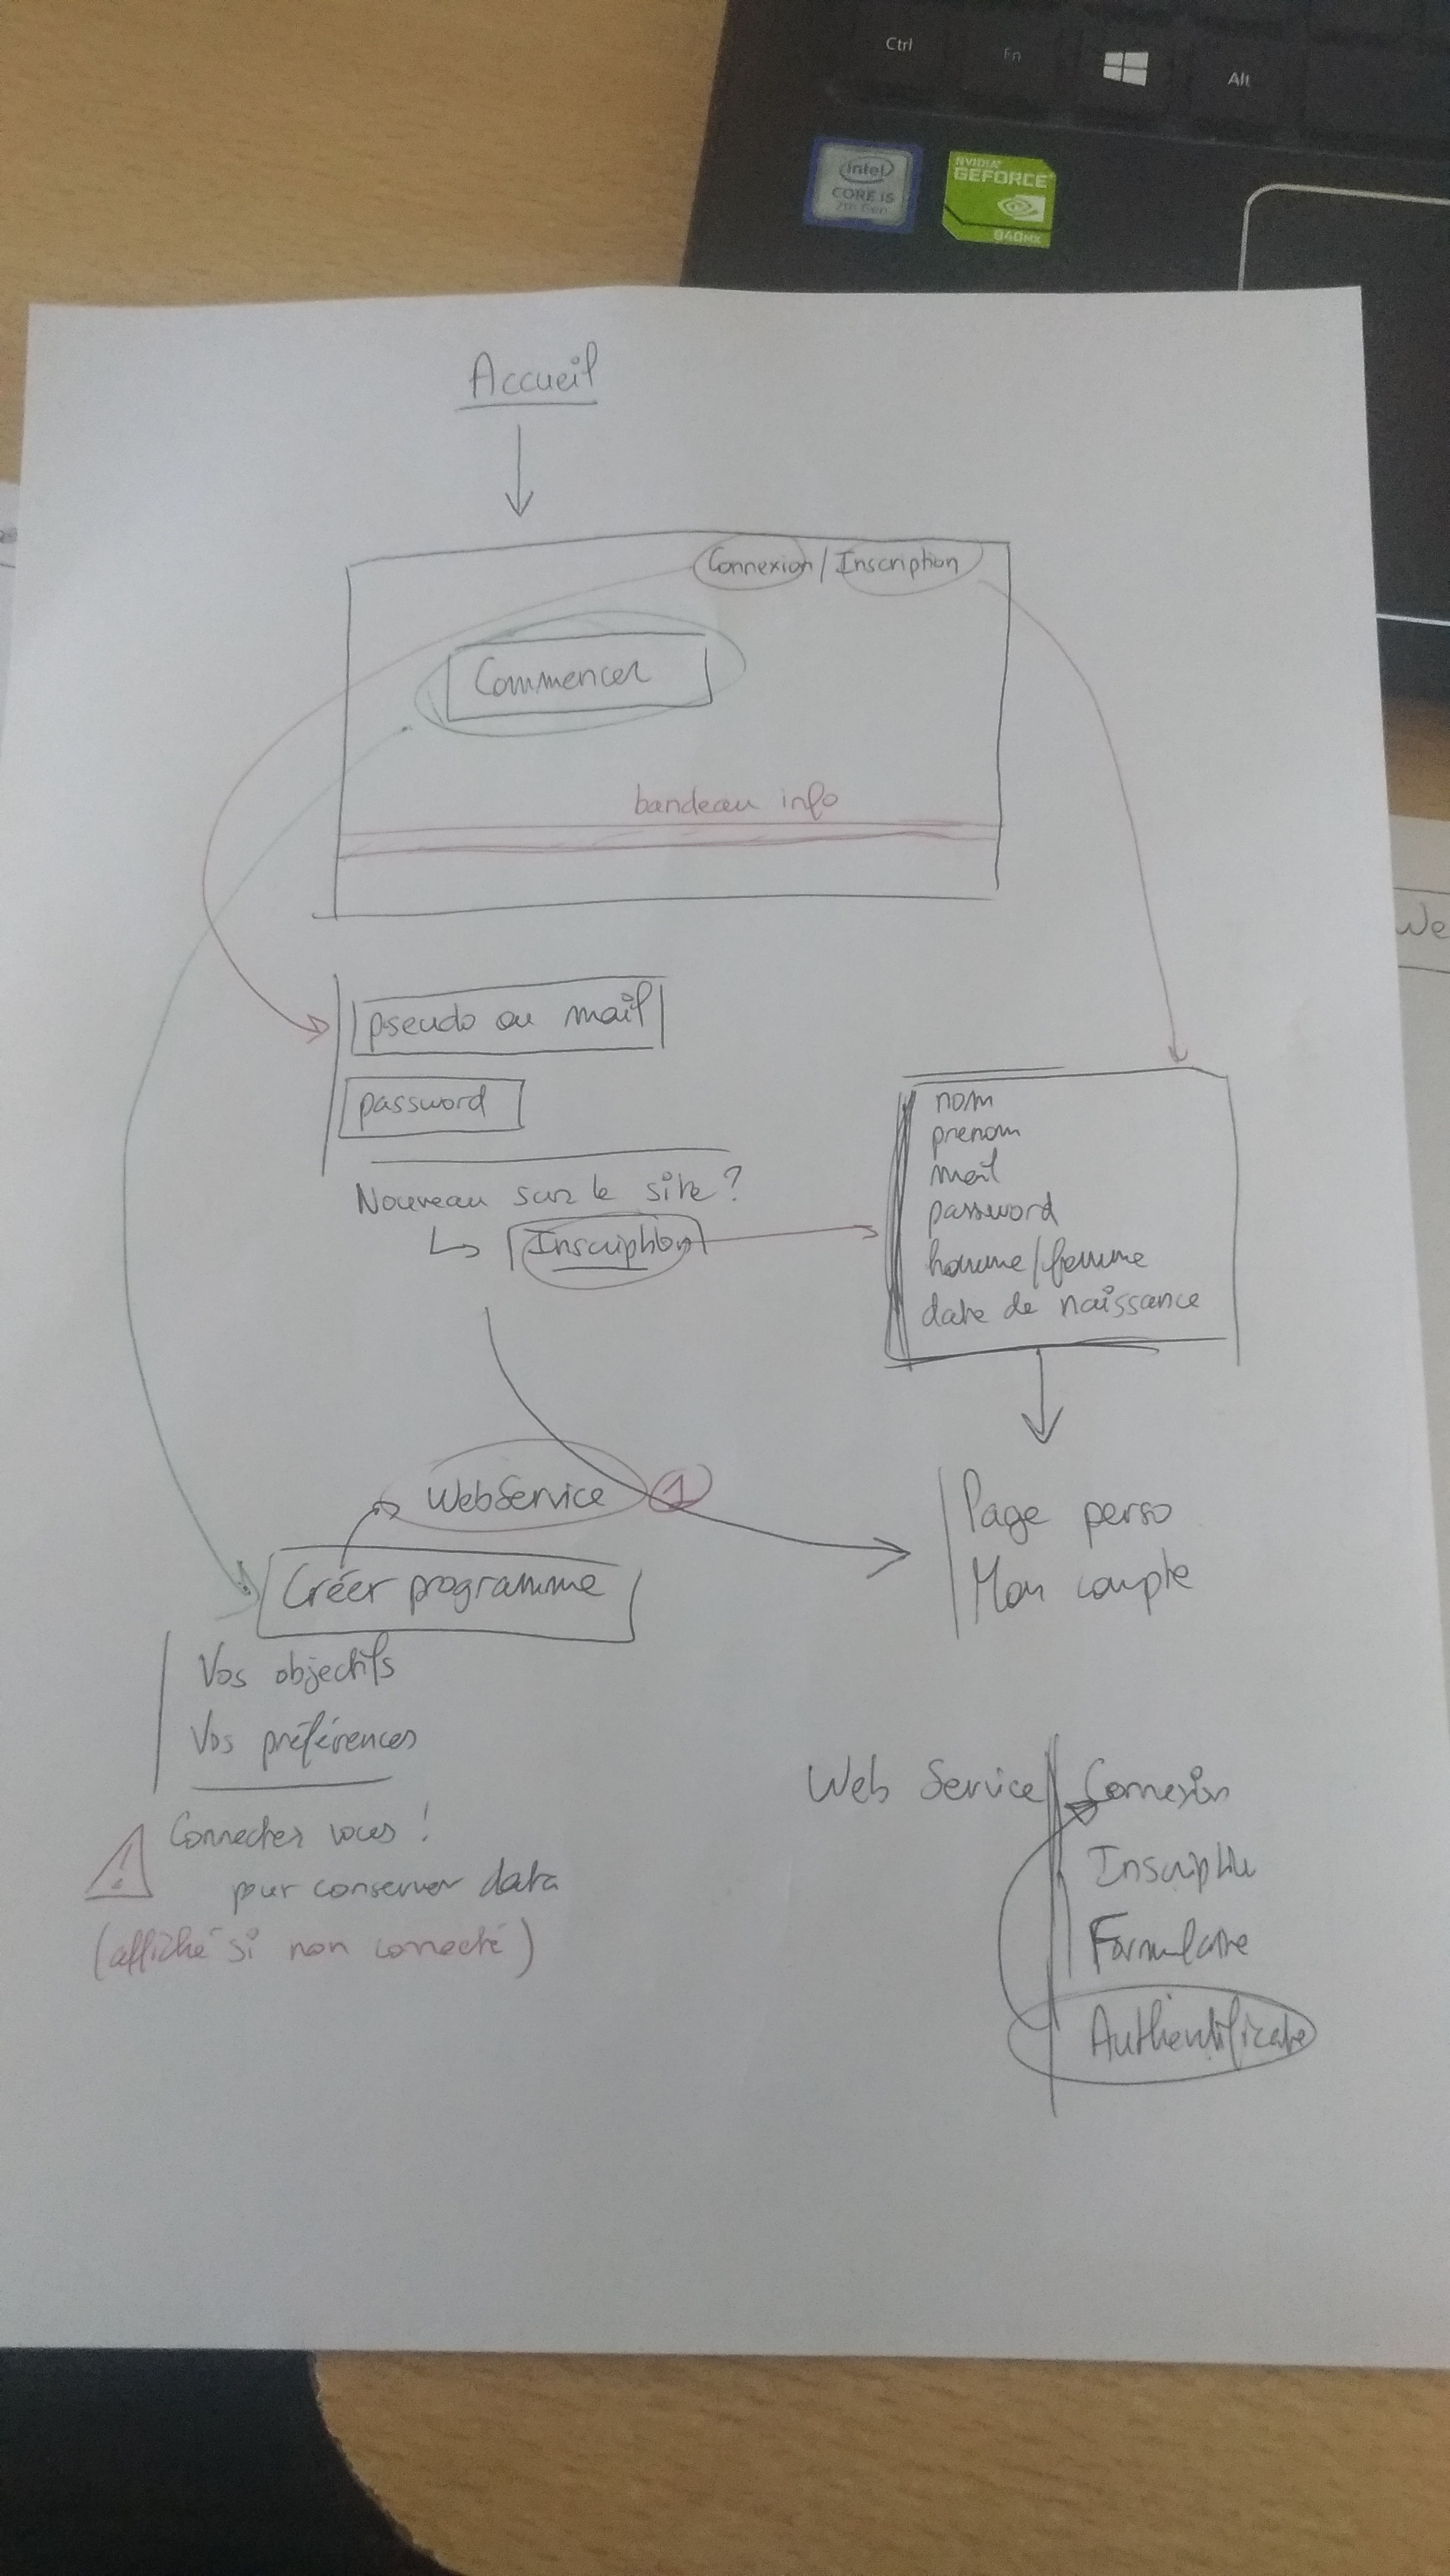 Ctrl
Fn
Alt
intel
CORE i5
7th Gen
NVIDIA
GEFORCE
940MX
Accueil
Connexion / Inscription
Commencer
bandeau info
We
pseudo ou mail
password
nom
prenom
mail
password
homme/femme
date de naissance
Nouveau sur le site ?
Inscription
WebService 1
Créer programme
Page perso
Mon compte
Vos objectifs
Vos préférences
Connectez vous !
pour conserver data
(affiché si non connecté)
Web Service Connexion
Inscription
Formulaire
Authentificate